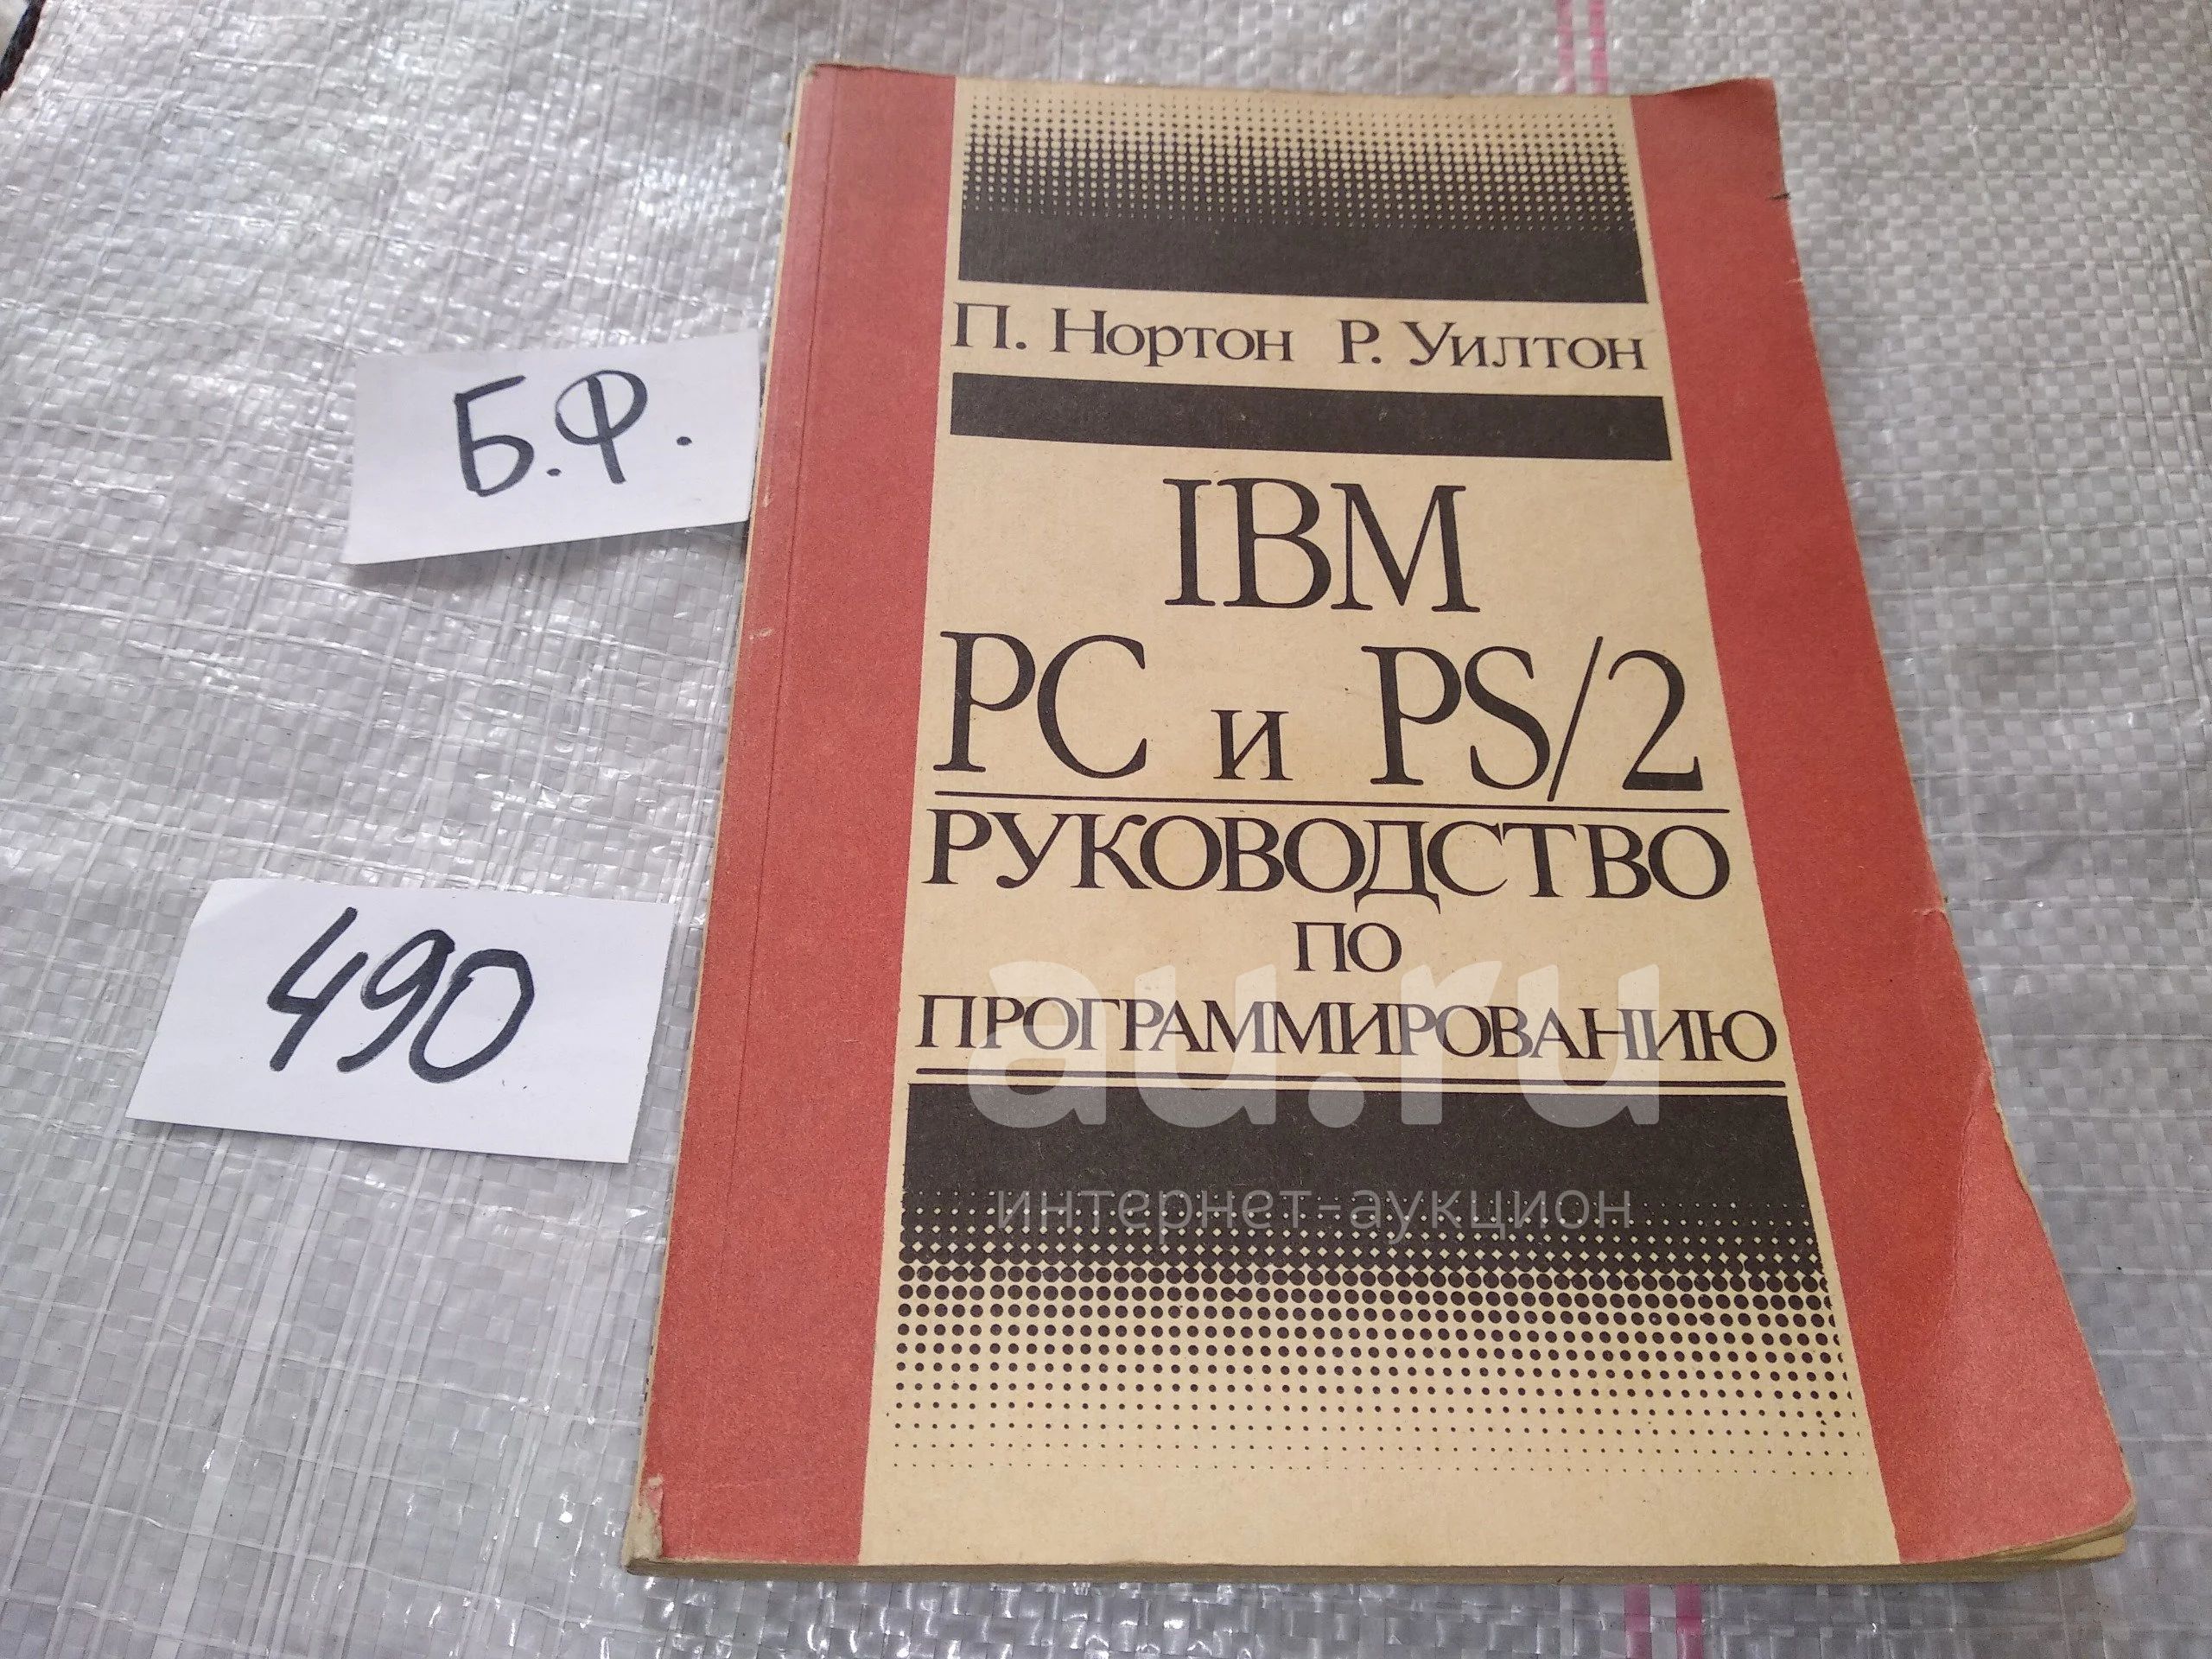 П. Нортон Р. Уилтон
IBM
PC и PS/2
РУКОВОДСТВО
ПО
ПРОГРАММИРОВАНИЮ
Б.Ф.
490
au.ru
интернет-аукцион